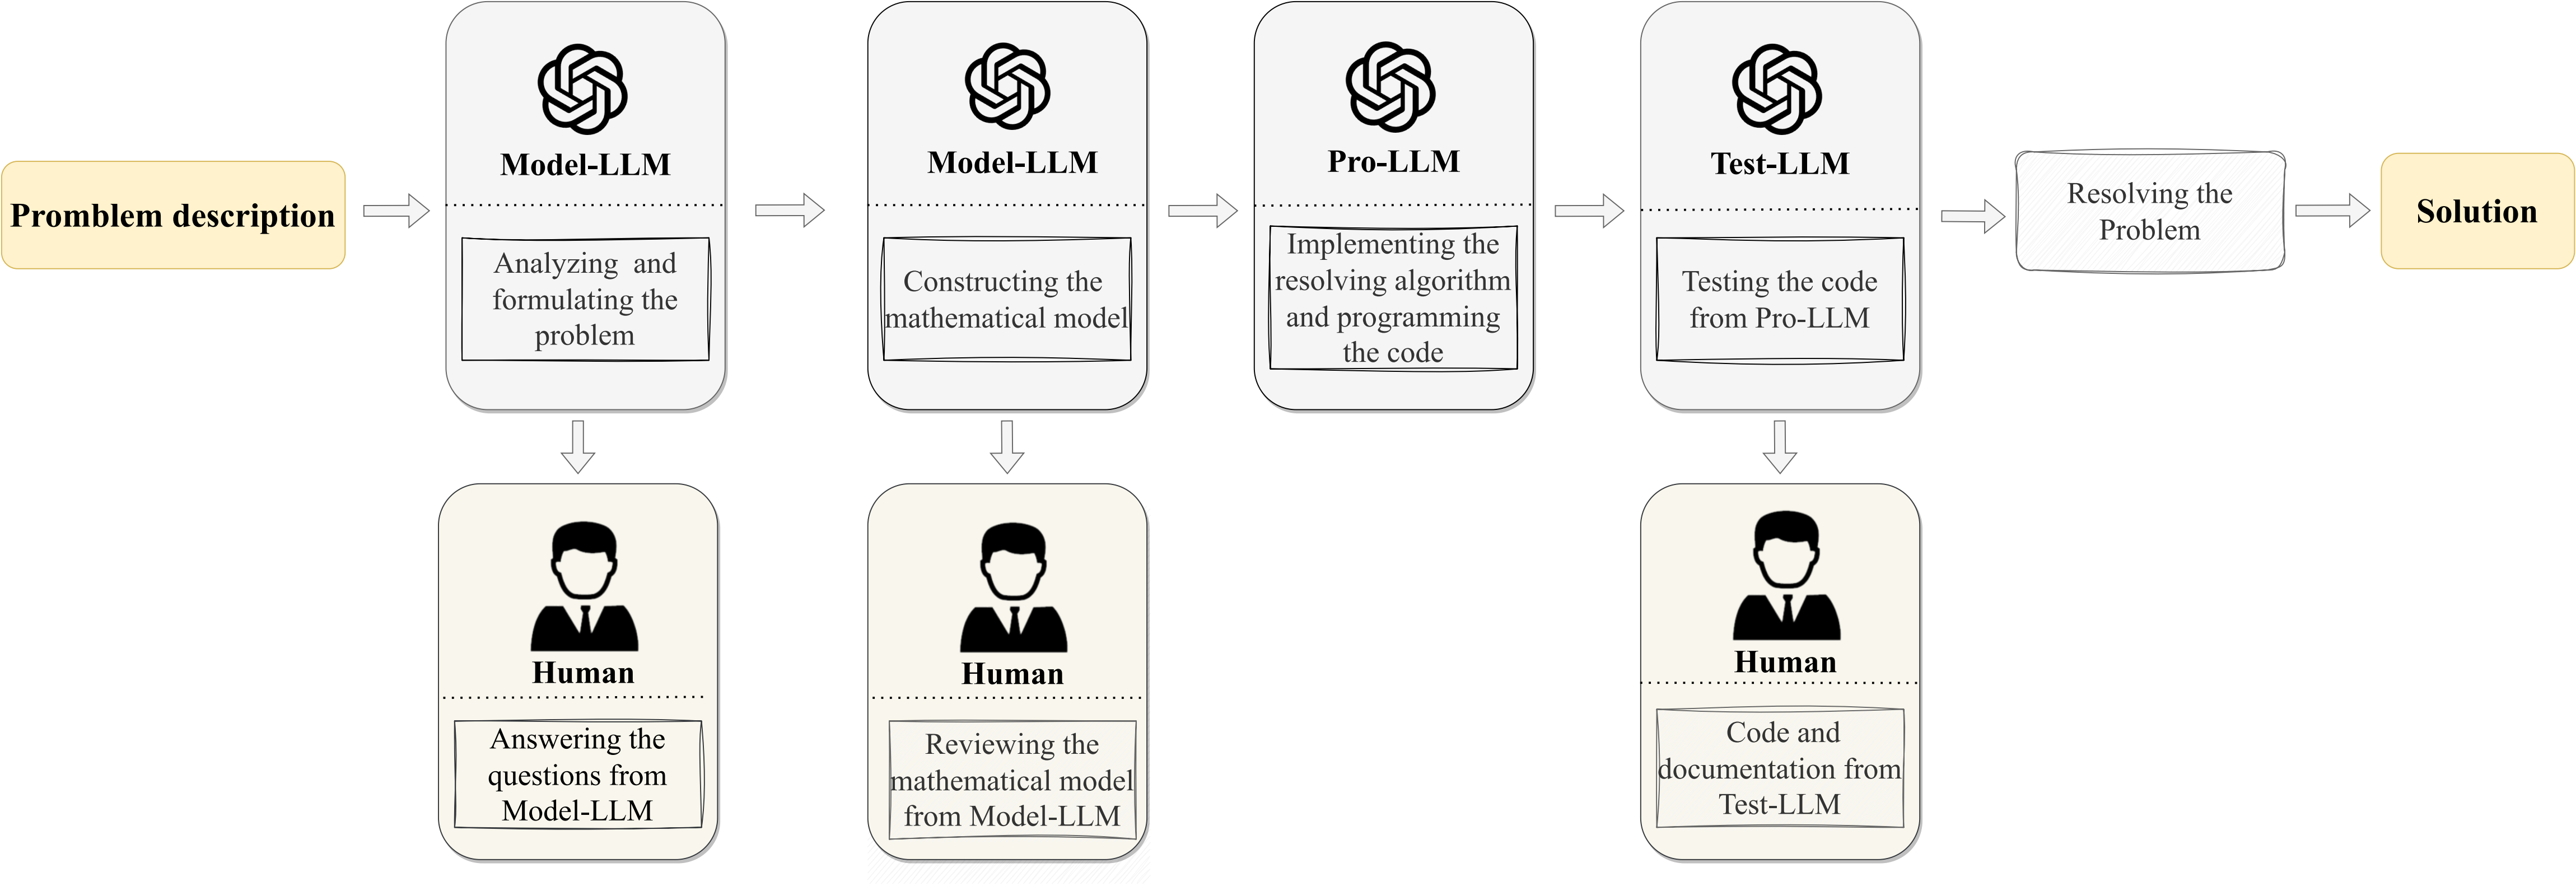 Promblem description
Model-LLM
Analyzing and
formulating the
problem
Model-LLM
Constructing the
mathematical model
Pro-LLM
Implementing the
resolving algorithm
and programming
the code
Test-LLM
Testing the code
from Pro-LLM
Resolving the
Problem
Solution
Human
Answering the
questions from
Model-LLM
Human
Reviewing the
mathematical model
from Model-LLM
Human
Code and
documentation from
Test-LLM